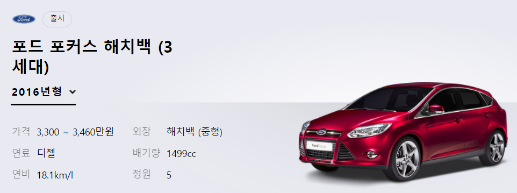 Ford 출시
포드 포커스 해치백 (3
세대)
2016년형
가격 3,300 ~ 3,460만원 외장 해치백 (중형)
연료 디젤 배기량 1499cc
연비 18.1km/l 정원 5